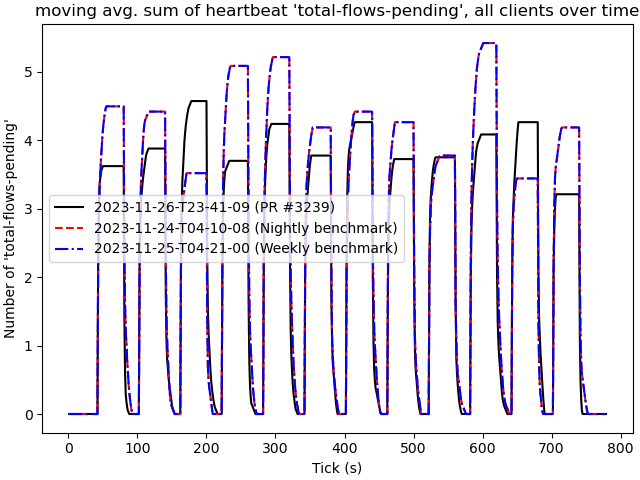 moving avg. sum of heartbeat 'total-flows-pending', all clients over time
Number of 'total-flows-pending'
5
4
3
2
1
0
2023-11-26-T23-41-09 (PR #3239)
2023-11-24-T04-10-08 (Nightly benchmark)
2023-11-25-T04-21-00 (Weekly benchmark)
0 100 200 300 400 500 600 700 800
Tick (s)